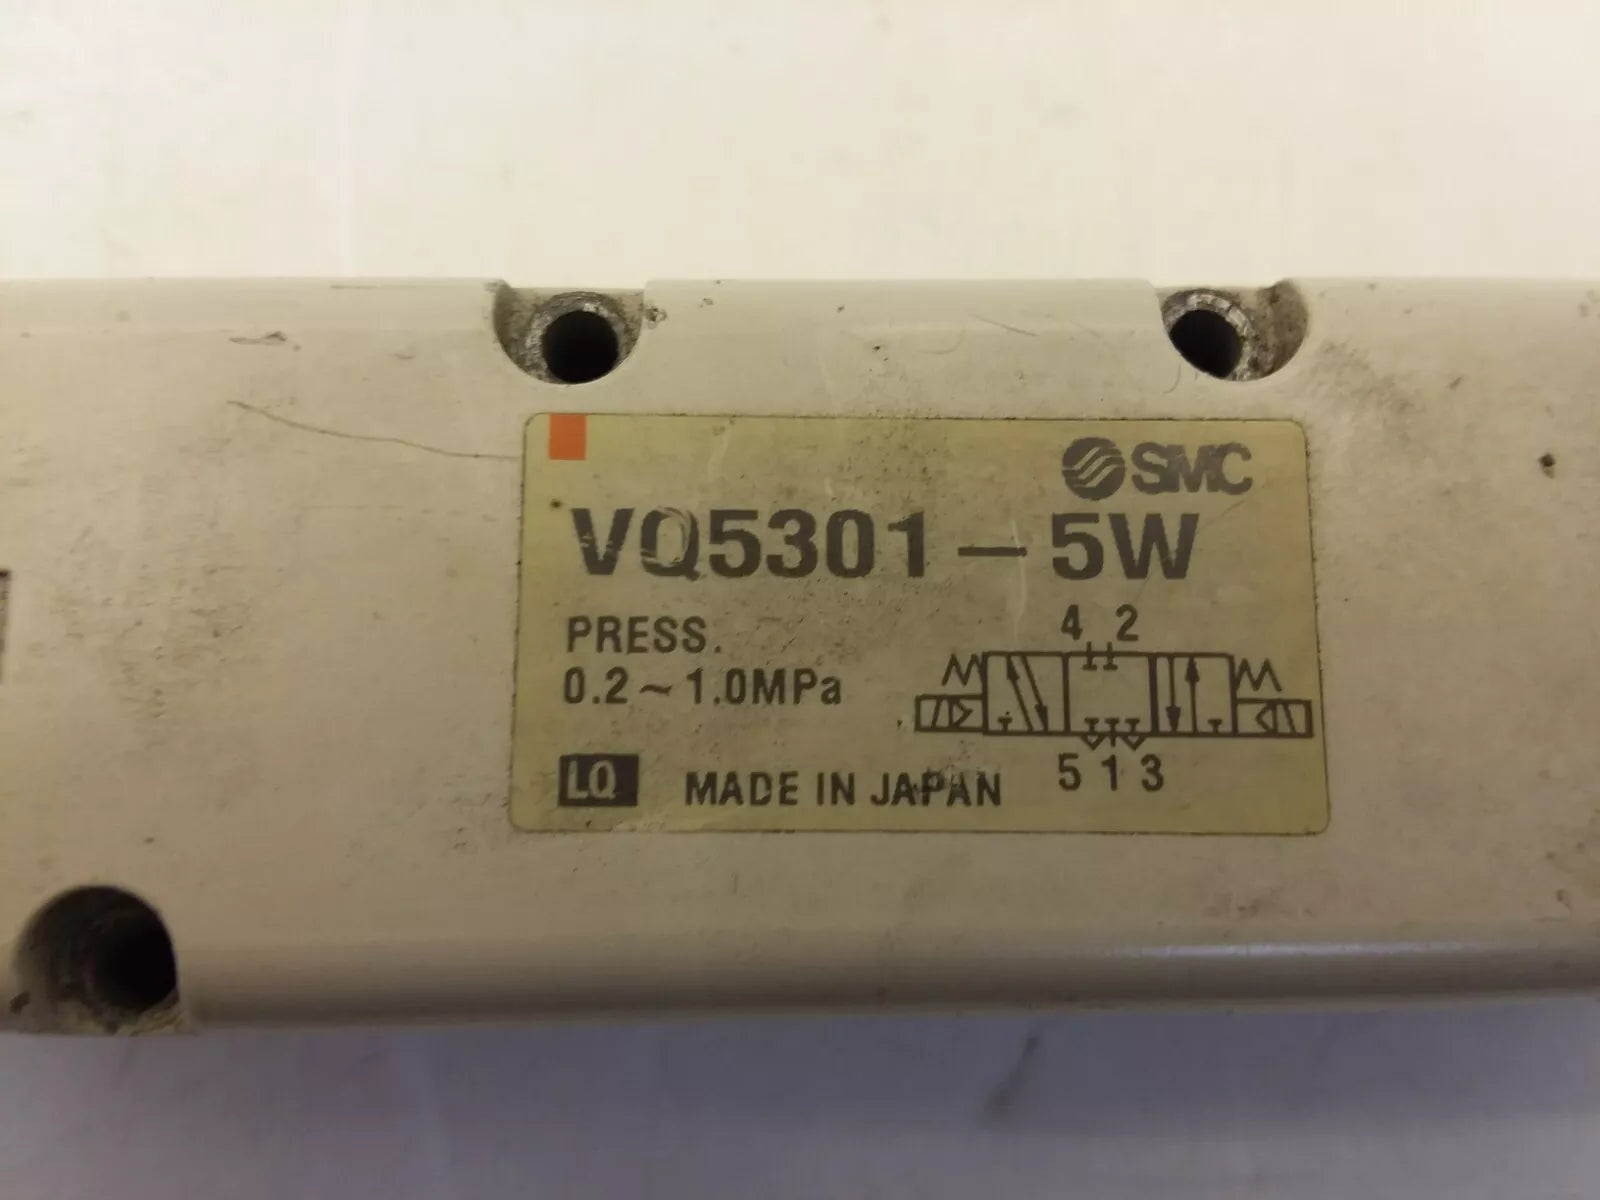 SMC
VQ5301-5W
PRESS.
0.2~1.0MPa
4 2
5 1 3
LQ MADE IN JAPAN